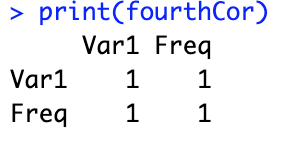 > print(fourthCor)
     Var1 Freq
Var1    1    1
Freq    1    1